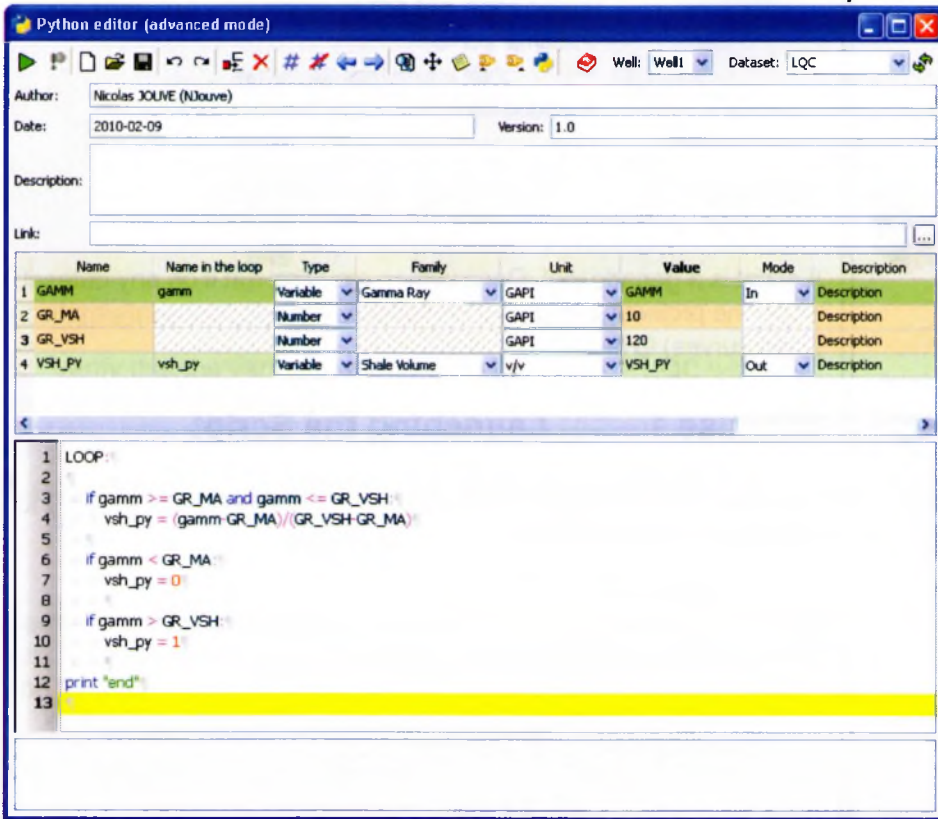 Python editor (advanced mode)
Well: Well1 Dataset: LQC
Author: Nicolas JOUVE (NJouve)
Date: 2010-02-09 Version: 1.0
Description:
Link: ...
Name Name in the loop Type Family Unit Value Mode Description
1 GAMM gamm Variable Gamma Ray GAPI GAMM In Description
2 GR_MA Number GAPI 10 Description
3 GR_VSH Number GAPI 120 Description
4 VSH_PY vsh_py Variable Shale Volume v/v VSH_PY Out Description
1 LOOP:
2
3 if gamm >= GR_MA and gamm <= GR_VSH:
4 vsh_py = (gamm-GR_MA)/(GR_VSH-GR_MA)
5
6 if gamm < GR_MA:
7 vsh_py = 0
8
9 if gamm > GR_VSH:
10 vsh_py = 1
11
12 print "end"
13